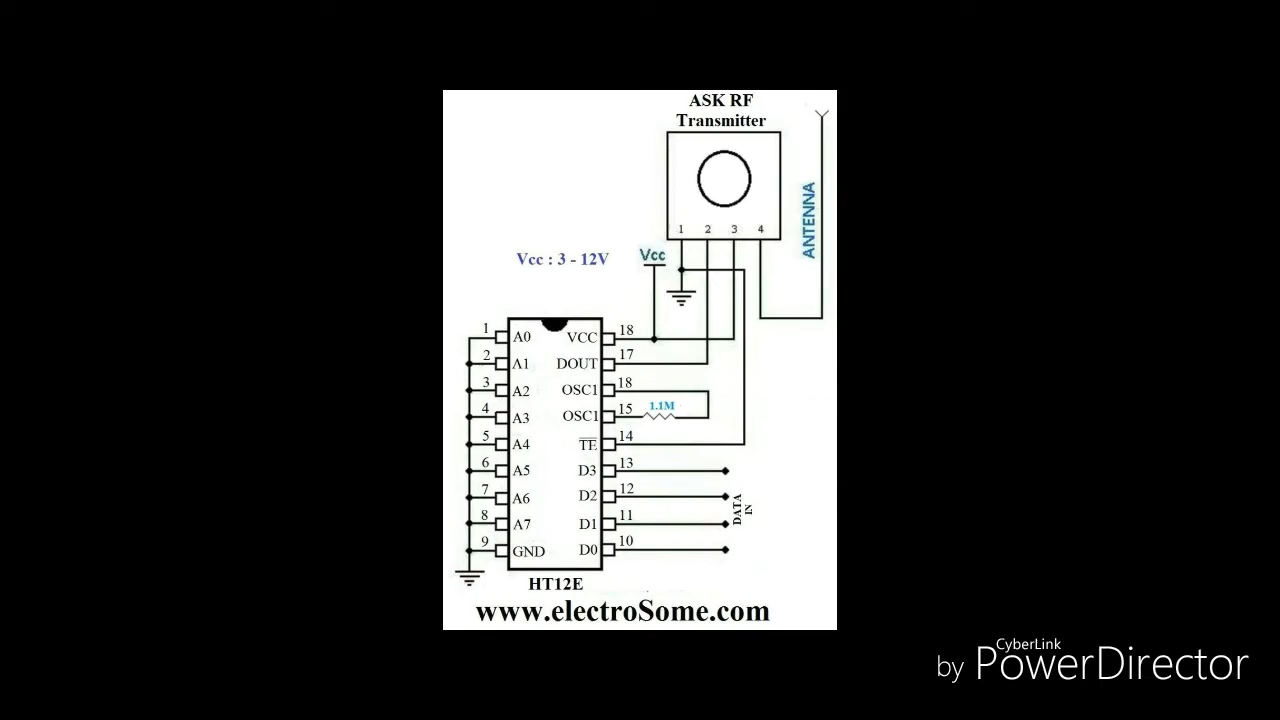 ASK RF
Transmitter
1 2 3 4
ANTENNA
Vcc : 3 - 12V
Vcc
1 A0 VCC 18
2 A1 DOUT 17
3 A2 OSC1 18
4 A3 OSC1 15 1.1M
5 A4 TE 14
6 A5 D3 13
7 A6 D2 12
8 A7 D1 11
9 GND D0 10
DATA
IN
HT12E
www.electroSome.com
by CyberLink
PowerDirector